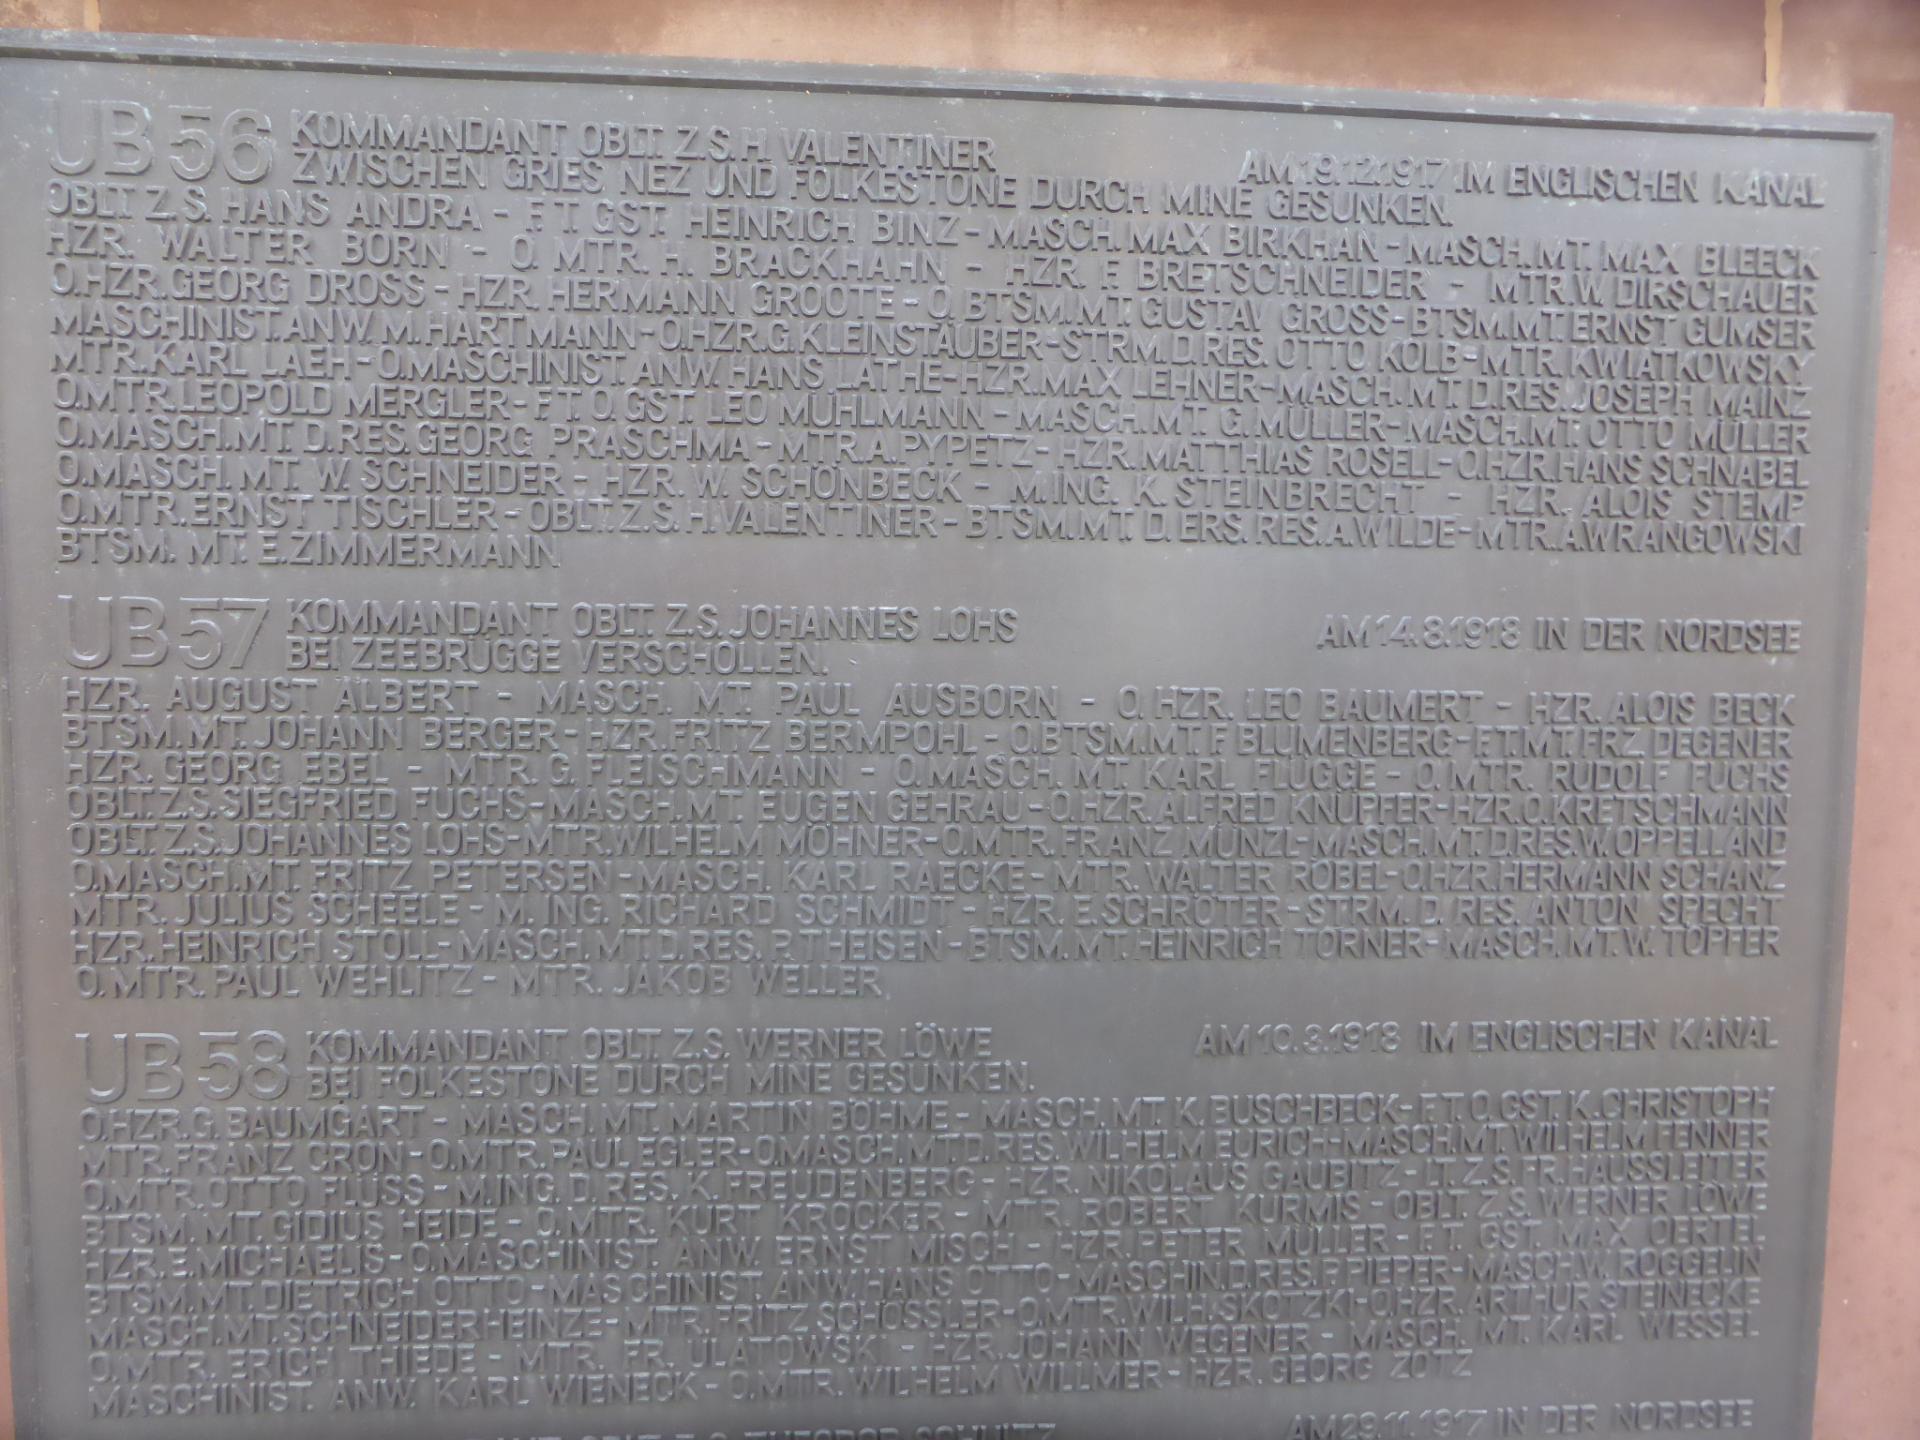 UB 56 KOMMANDANT OBLT. Z.S. H. VALENTINER AM 19.12.1917 IM ENGLISCHEN KANAL
ZWISCHEN GRIES NEZ UND FOLKESTONE DURCH MINE GESUNKEN.
OBLT. Z.S. HANS ANDRA - F.T. GST. HEINRICH BINZ - MASCH. MAX BIRKHAN - MASCH. MT. MAX BLEECK
HZR. WALTER BORN - O. MTR. H. BRACKHAHN - HZR. F. BRETSCHNEIDER - MTR. W. DIRSCHAUER
O. HZR. GEORG DROSS - HZR. HERMANN GROOTE - O. BTSM. MT. GUSTAV GROSS - BTSM. MT. ERNST GUMSER
MASCHINIST. ANW. M. HARTMANN - O. HZR. G. KLEINSTÄUBER - STRM. D. RES. OTTO KOLB - MTR. KWIATKOWSKY
MTR. KARL LAEH - O. MASCHINIST. ANW. HANS LATHE - HZR. MAX LEHNER - MASCH. MT. D. RES. JOSEPH MAINZ
O. MTR. LEOPOLD MERGLER - F.T. O. GST. LEO MÜHLMANN - MASCH. MT. G. MÜLLER - MASCH. MT. OTTO MÜLLER
O. MASCH. MT. D. RES. GEORG PRASCHMA - MTR. A. PYPETZ - HZR. MATTHIAS ROSELL - O. HZR. HANS SCHNABEL
O. MASCH. MT. W. SCHNEIDER - HZR. W. SCHÖNBECK - M. ING. K. STEINBRECHT - HZR. ALOIS STEMP
O. MTR. ERNST TISCHLER - OBLT. Z.S. H. VALENTINER - BTSM. MT. D. ERS. RES. A. WILDE - MTR. A. WRANGOWSKI
BTSM. MT. E. ZIMMERMANN
UB 57 KOMMANDANT OBLT. Z.S. JOHANNES LOHS AM 14.8.1918 IN DER NORDSEE
BEI ZEEBRÜGGE VERSCHOLLEN.
HZR. AUGUST ALBERT - MASCH. MT. PAUL AUSBORN - O. HZR. LEO BAUMERT - HZR. ALOIS BECK
BTSM. MT. JOHANN BERGER - HZR. FRITZ BERMPOHL - O. BTSM. MT. F. BLUMENBERG - F.T. MT. FRZ. DEGENER
HZR. GEORG EBEL - MTR. G. FLEISCHMANN - O. MASCH. MT. KARL FLÜGGE - O. MTR. RUDOLF FUCHS
OBLT. Z.S. SIEGFRIED FUCHS - MASCH. MT. EUGEN GEHRAU - O. HZR. ALFRED KNÜPFER - HZR. O. KRETSCHMANN
OBLT. Z.S. JOHANNES LOHS - MTR. WILHELM MÖHNER - O. MTR. FRANZ MÜNZL - MASCH. MT. D. RES. W. OPPELLAND
O. MASCH. MT. FRITZ PETERSEN - MASCH. KARL RAECKE - MTR. WALTER RÖBEL - O. HZR. HERMANN SCHANZ
MTR. JULIUS SCHEELE - M. ING. RICHARD SCHMIDT - HZR. E. SCHRÖTER - STRM. D. RES. ANTON SPECHT
HZR. HEINRICH STOLL - MASCH. MT. D. RES. P. THEISEN - BTSM. MT. HEINRICH TÖRNER - MASCH. MT. W. TÖPFER
O. MTR. PAUL WEHLITZ - MTR. JAKOB WELLER
UB 58 KOMMANDANT OBLT. Z.S. WERNER LÖWE AM 10.3.1918 IM ENGLISCHEN KANAL
BEI FOLKESTONE DURCH MINE GESUNKEN.
O. HZR. G. BAUMGART - MASCH. MT. MARTIN BÖHME - MASCH. MT. K. BUSCHBECK - F.T. O. GST. K. CHRISTOPH
MTR. FRANZ CRON - O. MTR. PAUL EGLER - O. MASCH. MT. D. RES. WILHELM EURICH - MASCH. MT. WILHELM FENNER
O. MTR. OTTO FLUSS - M. ING. D. RES. K. FREUDENBERG - HZR. NIKOLAUS GAUBITZ - LT. Z.S. FR. HAUSSLEITER
BTSM. MT. GIDIUS HEIDE - O. MTR. KURT KROCKER - MTR. ROBERT KURMIS - OBLT. Z.S. WERNER LÖWE
HZR. E. MICHAELIS - O. MASCHINIST. ANW. ERNST MISCH - HZR. PETER MÜLLER - F.T. GST. MAX OERTEL
BTSM. MT. DIETRICH OTTO - MASCHINIST. ANW. HANS OTTO - MASCHIN. D. RES. P. PIEPER - MASCH. W. ROGGELIN
MASCH. MT. SCHNEIDERHEINZE - MTR. FRITZ SCHÖSSLER - O. MTR. WILH. SKOTZKI - O. HZR. ARTHUR STEINECKE
O. MTR. ERICH THIEDE - MTR. FR. ULATOWSKI - HZR. JOHANN WEGENER - MASCH. MT. KARL WESSEL
MASCHINIST. ANW. KARL WIENECK - O. MTR. WILHELM WILLMER - HZR. GEORG ZOTZ
OBLT. Z.S. THEODOR SCHULTZ AM 29.11.1917 IN DER NORDSEE